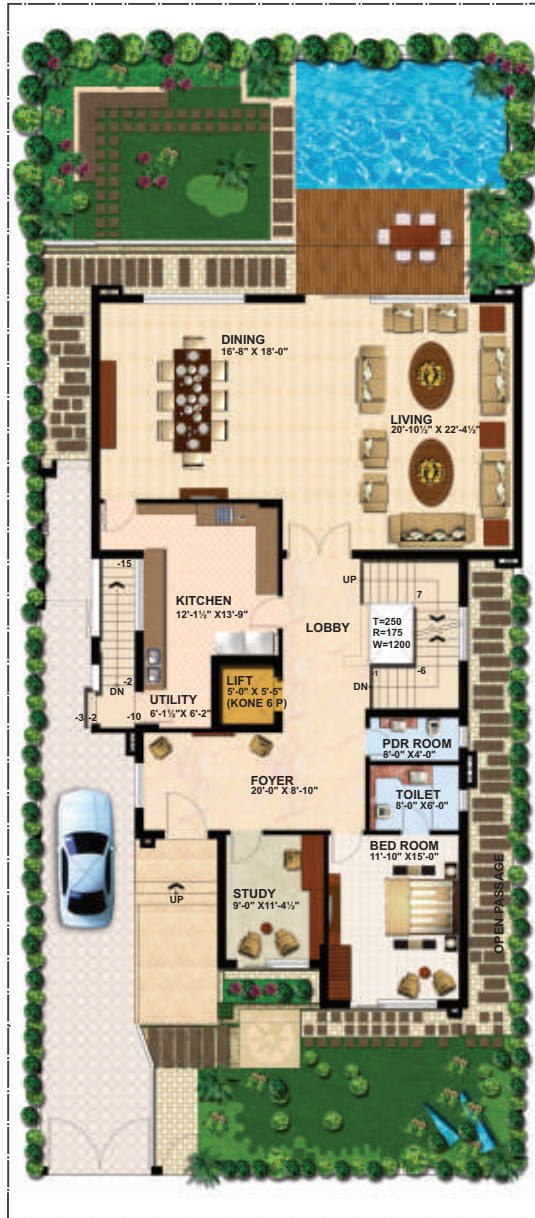 DINING
16'-8" X 18'-0"
LIVING
20'-10½" X 22'-4½"
-15
KITCHEN
12'-1½" X13'-9"
UP
7
T=250
R=175
W=1200
LOBBY
-6
-1
DN
LIFT
5'-0" X 5'-5"
(KONE 6 P)
-2
DN
UTILITY
6'-1½"X 6'-2"
-3
-2
-10
PDR ROOM
8'-0" X4'-0"
FOYER
20'-0" X 8'-10"
TOILET
8'-0" X6'-0"
BED ROOM
11'-10" X15'-0"
UP
STUDY
9'-0" X11'-4½"
OPEN PASSAGE